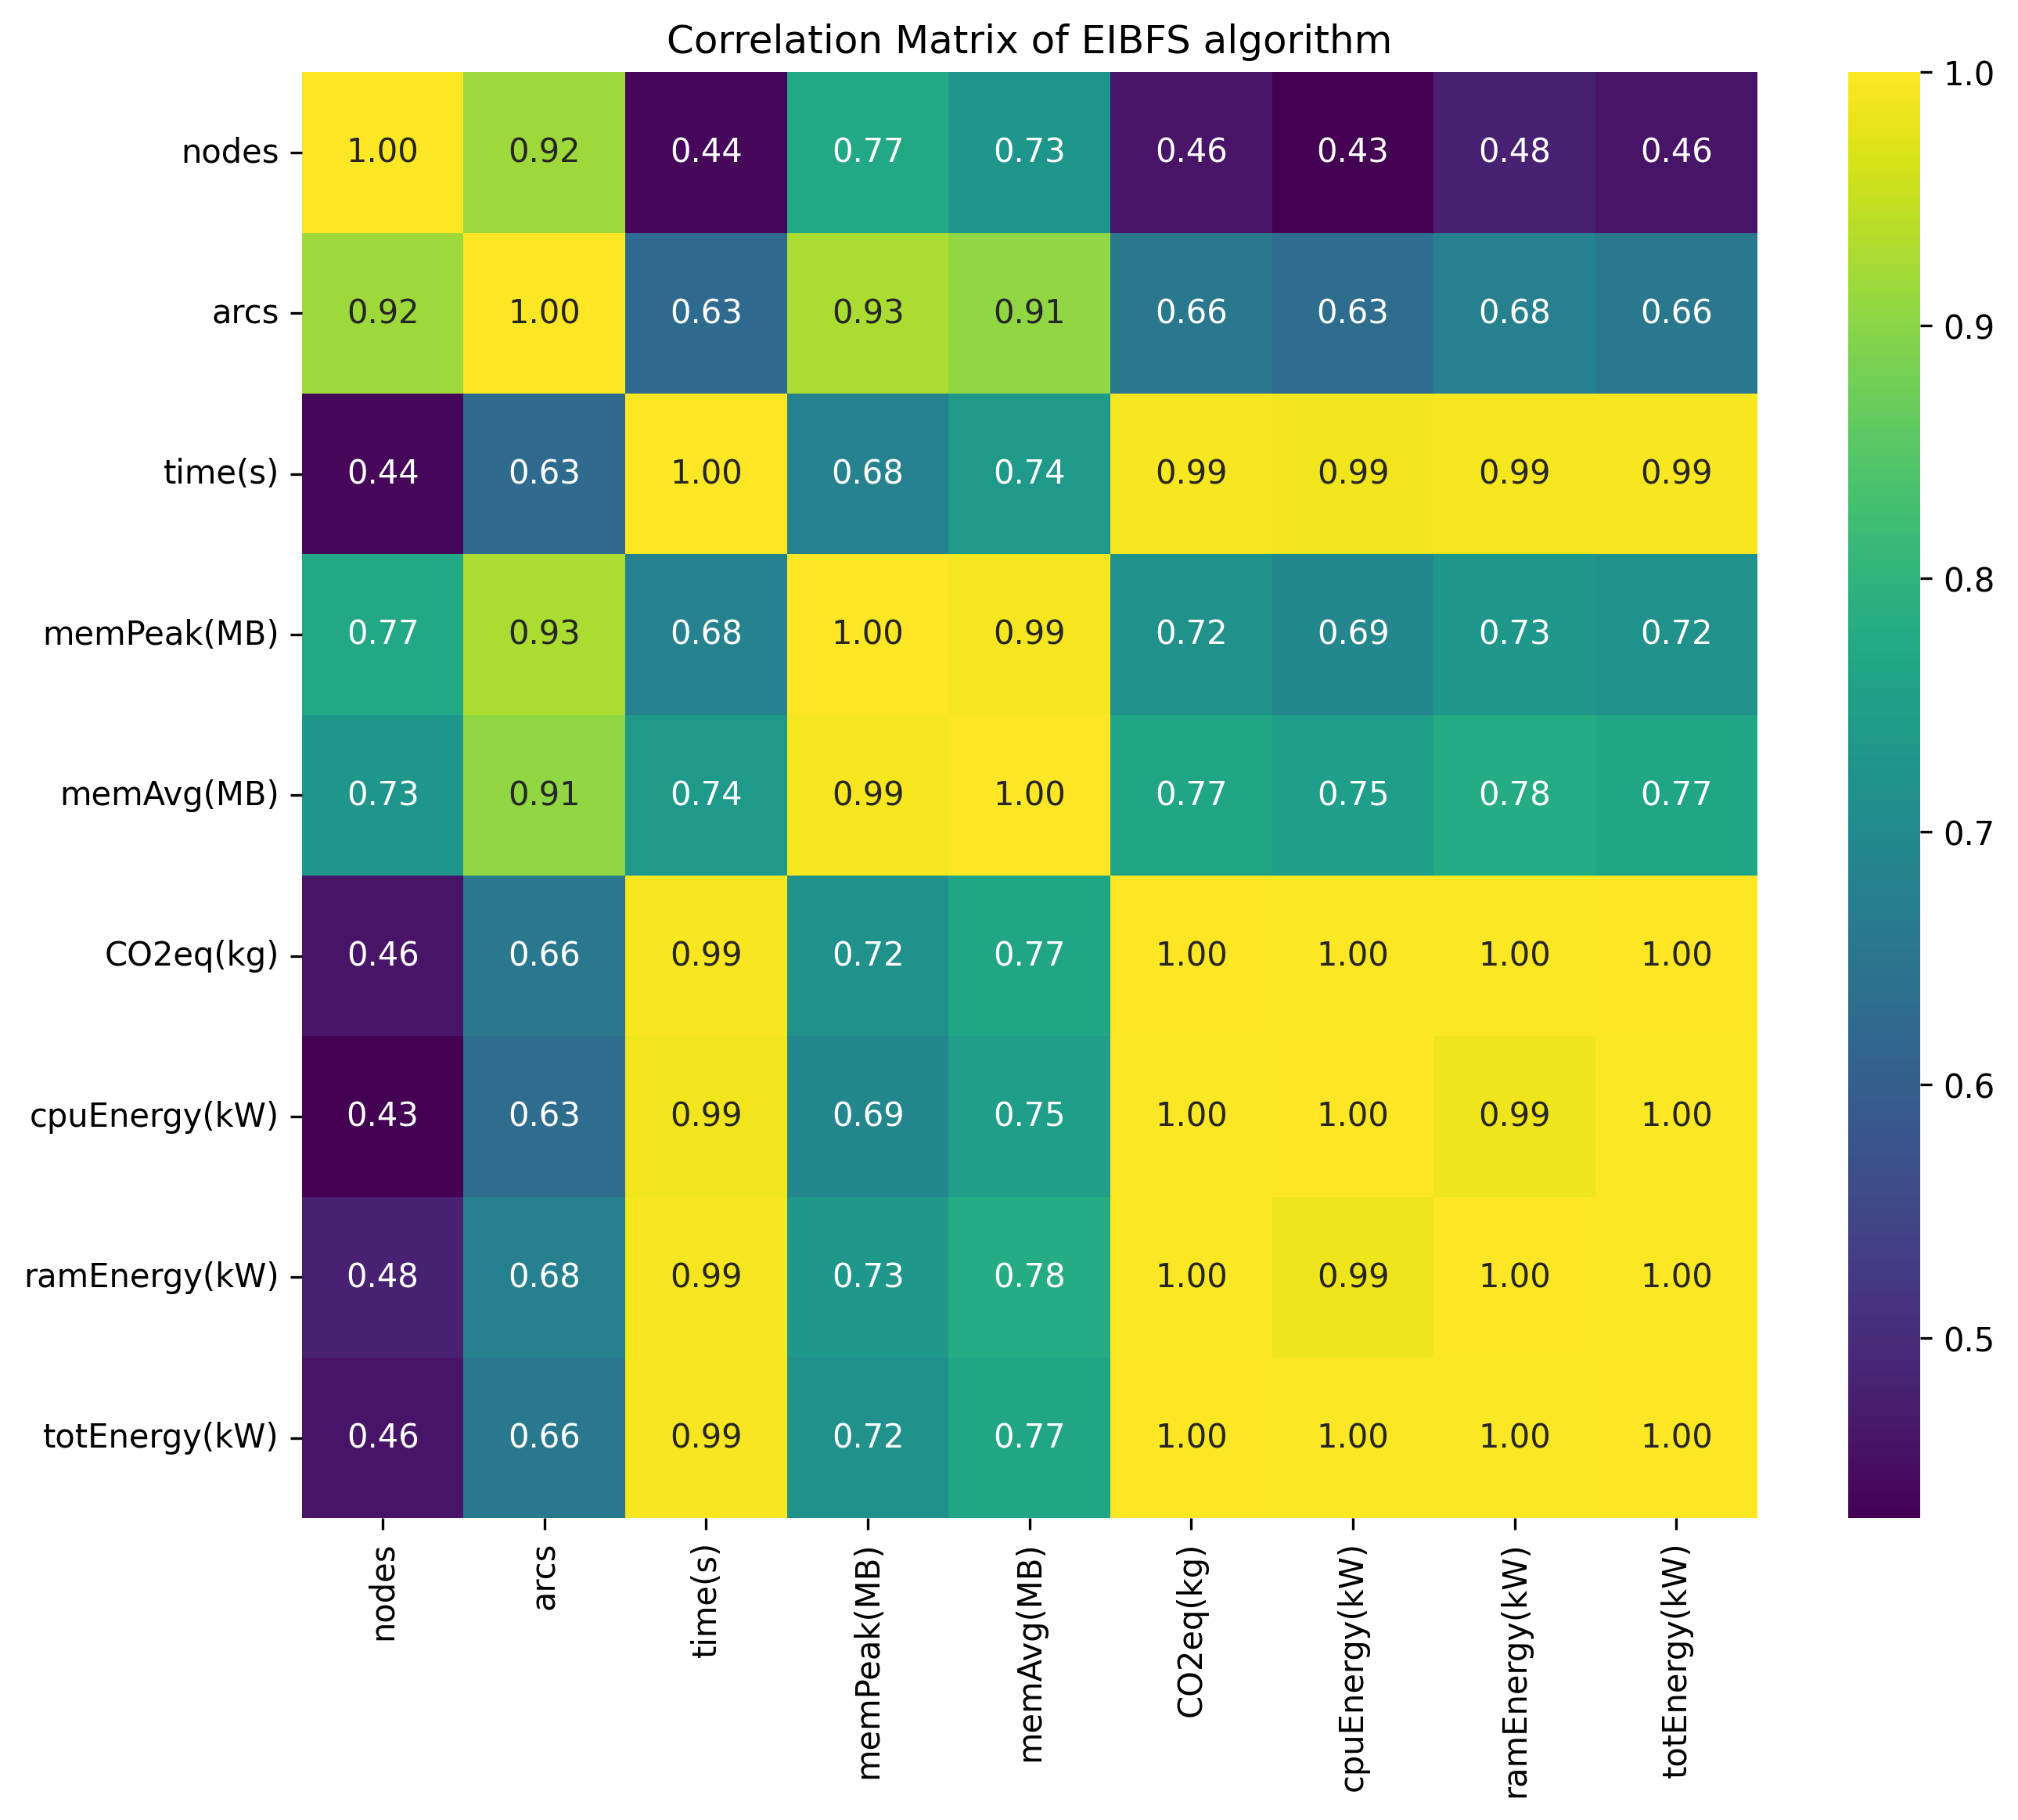 Correlation Matrix of EIBFS algorithm
nodes 1.00 0.92 0.44 0.77 0.73 0.46 0.43 0.48 0.46
arcs 0.92 1.00 0.63 0.93 0.91 0.66 0.63 0.68 0.66
time(s) 0.44 0.63 1.00 0.68 0.74 0.99 0.99 0.99 0.99
memPeak(MB) 0.77 0.93 0.68 1.00 0.99 0.72 0.69 0.73 0.72
memAvg(MB) 0.73 0.91 0.74 0.99 1.00 0.77 0.75 0.78 0.77
CO2eq(kg) 0.46 0.66 0.99 0.72 0.77 1.00 1.00 1.00 1.00
cpuEnergy(kW) 0.43 0.63 0.99 0.69 0.75 1.00 1.00 0.99 1.00
ramEnergy(kW) 0.48 0.68 0.99 0.73 0.78 1.00 0.99 1.00 1.00
totEnergy(kW) 0.46 0.66 0.99 0.72 0.77 1.00 1.00 1.00 1.00
nodes
arcs
time(s)
memPeak(MB)
memAvg(MB)
CO2eq(kg)
cpuEnergy(kW)
ramEnergy(kW)
totEnergy(kW)
1.0
0.9
0.8
0.7
0.6
0.5